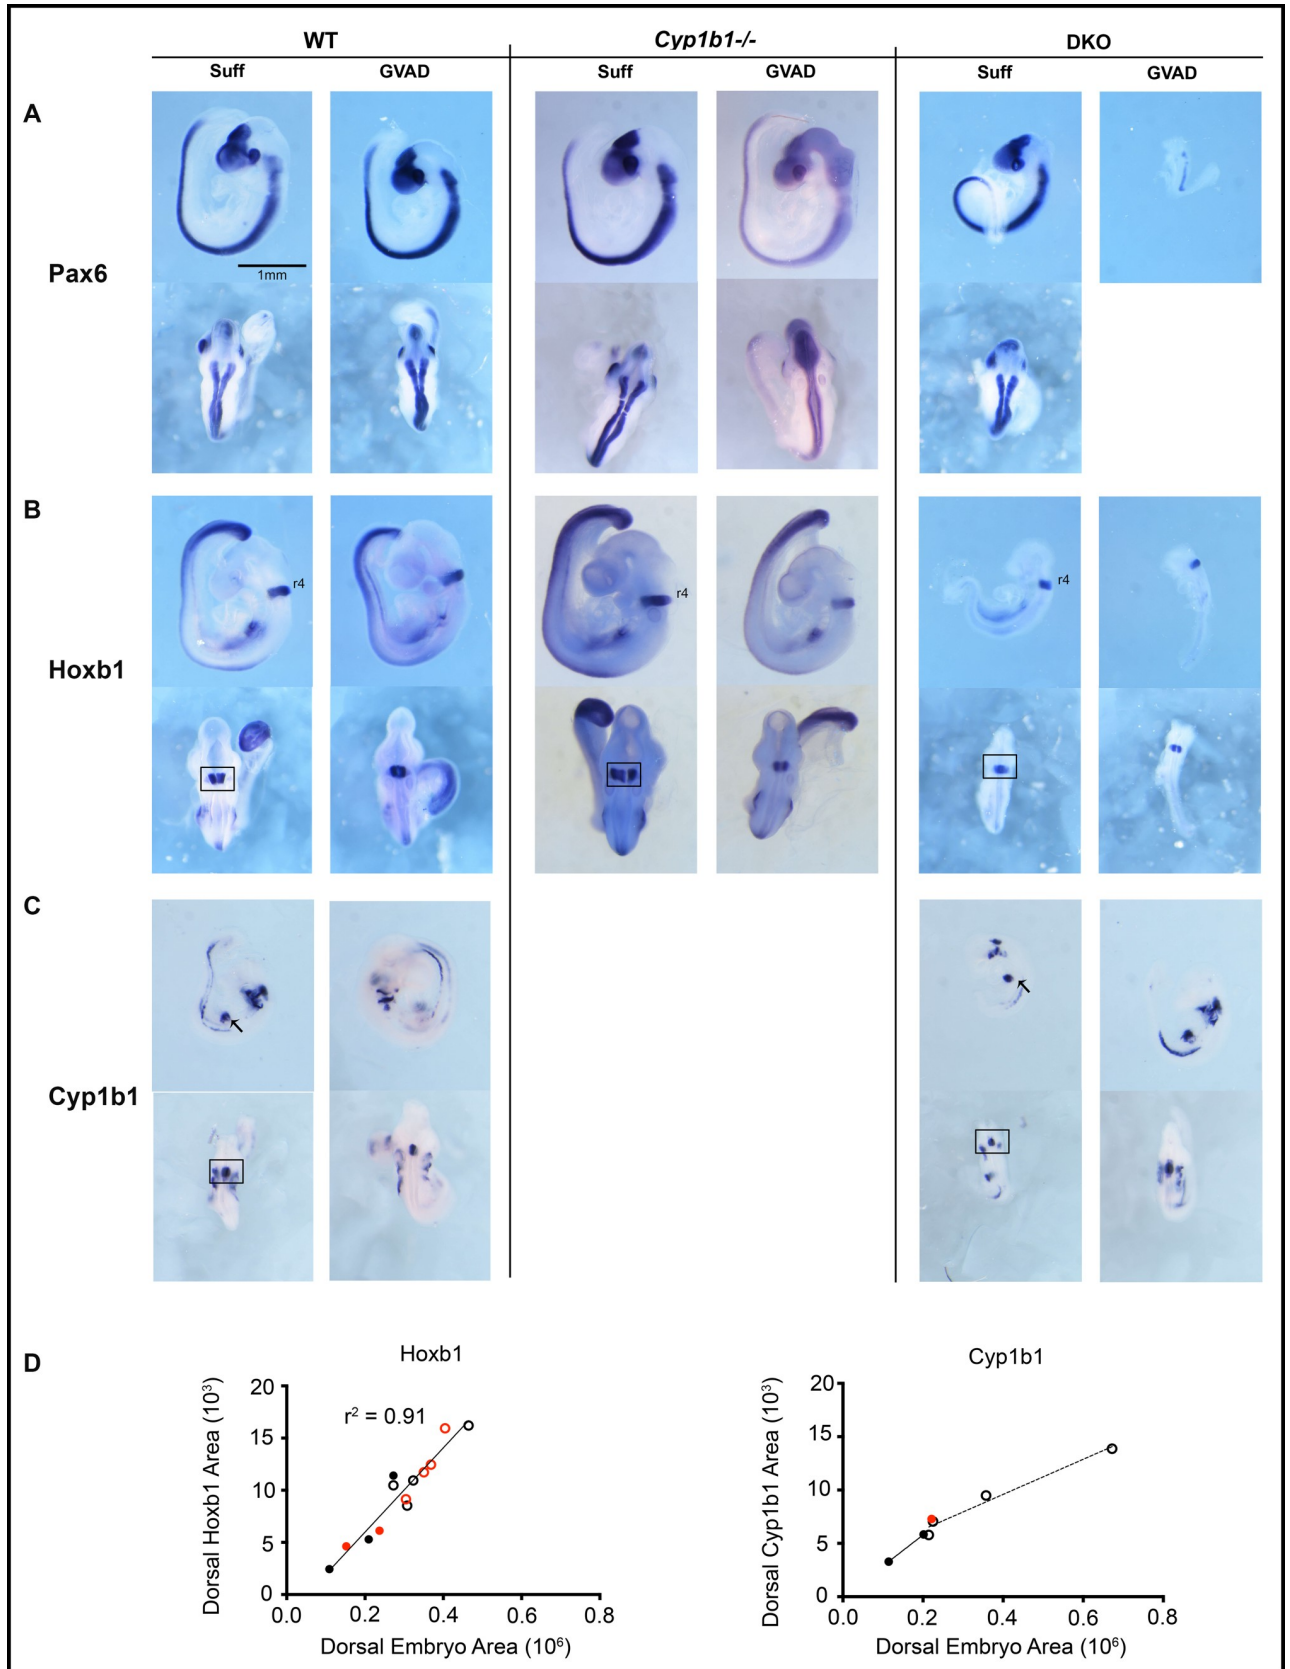 WT Cyp1b1-/- DKO
Suff GVAD Suff GVAD Suff GVAD
A
Pax6
1mm
B
Hoxb1
r4
r4
r4
C
Cyp1b1
D
Hoxb1
Dorsal Hoxb1 Area (10³)
20
15
10
5
0
r² = 0.91
0.0 0.2 0.4 0.6 0.8
Dorsal Embryo Area (10⁶)
Cyp1b1
Dorsal Cyp1b1 Area (10³)
20
15
10
5
0
0.0 0.2 0.4 0.6 0.8
Dorsal Embryo Area (10⁶)